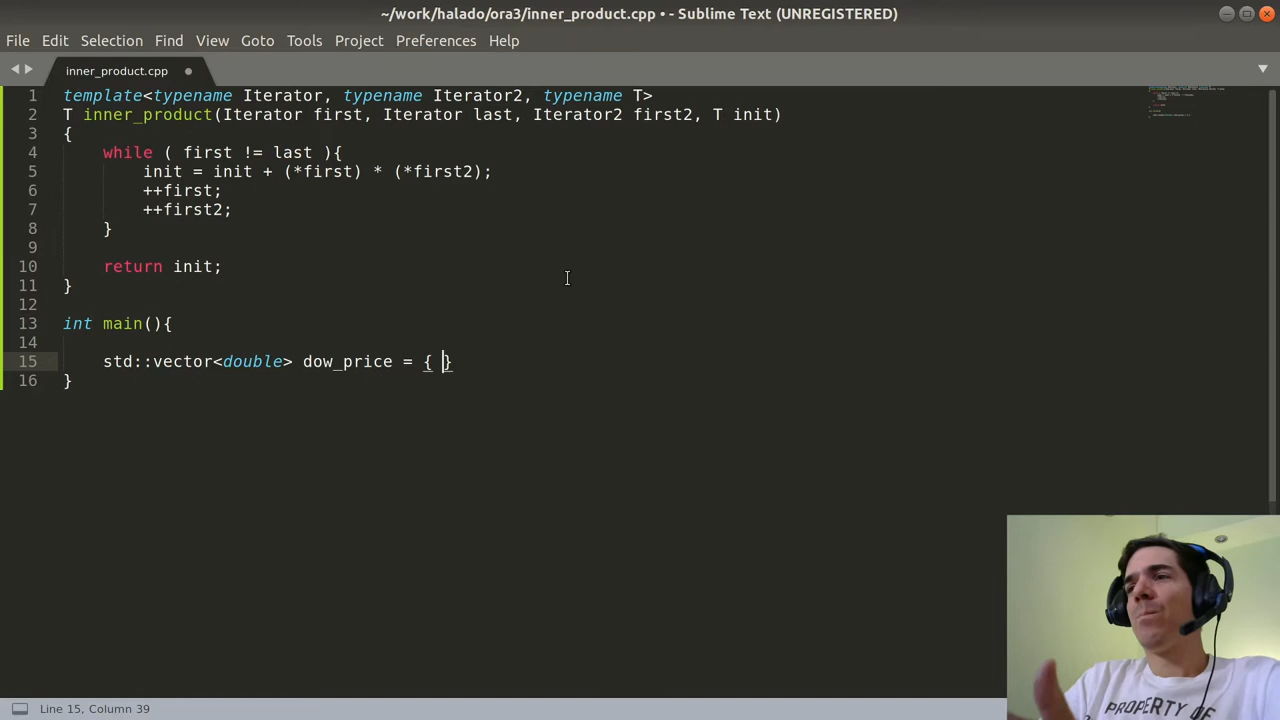 ~/work/halado/ora3/inner_product.cpp • - Sublime Text (UNREGISTERED)
File Edit Selection Find View Goto Tools Project Preferences Help
inner_product.cpp
1 template<typename Iterator, typename Iterator2, typename T>
2 T inner_product(Iterator first, Iterator last, Iterator2 first2, T init)
3 {
4 while ( first != last ){
5 init = init + (*first) * (*first2);
6 ++first;
7 ++first2;
8 }
9
10 return init;
11 }
12
13 int main(){
14
15 std::vector<double> dow_price = { }
16 }
PROPERTY OF
Line 15, Column 39